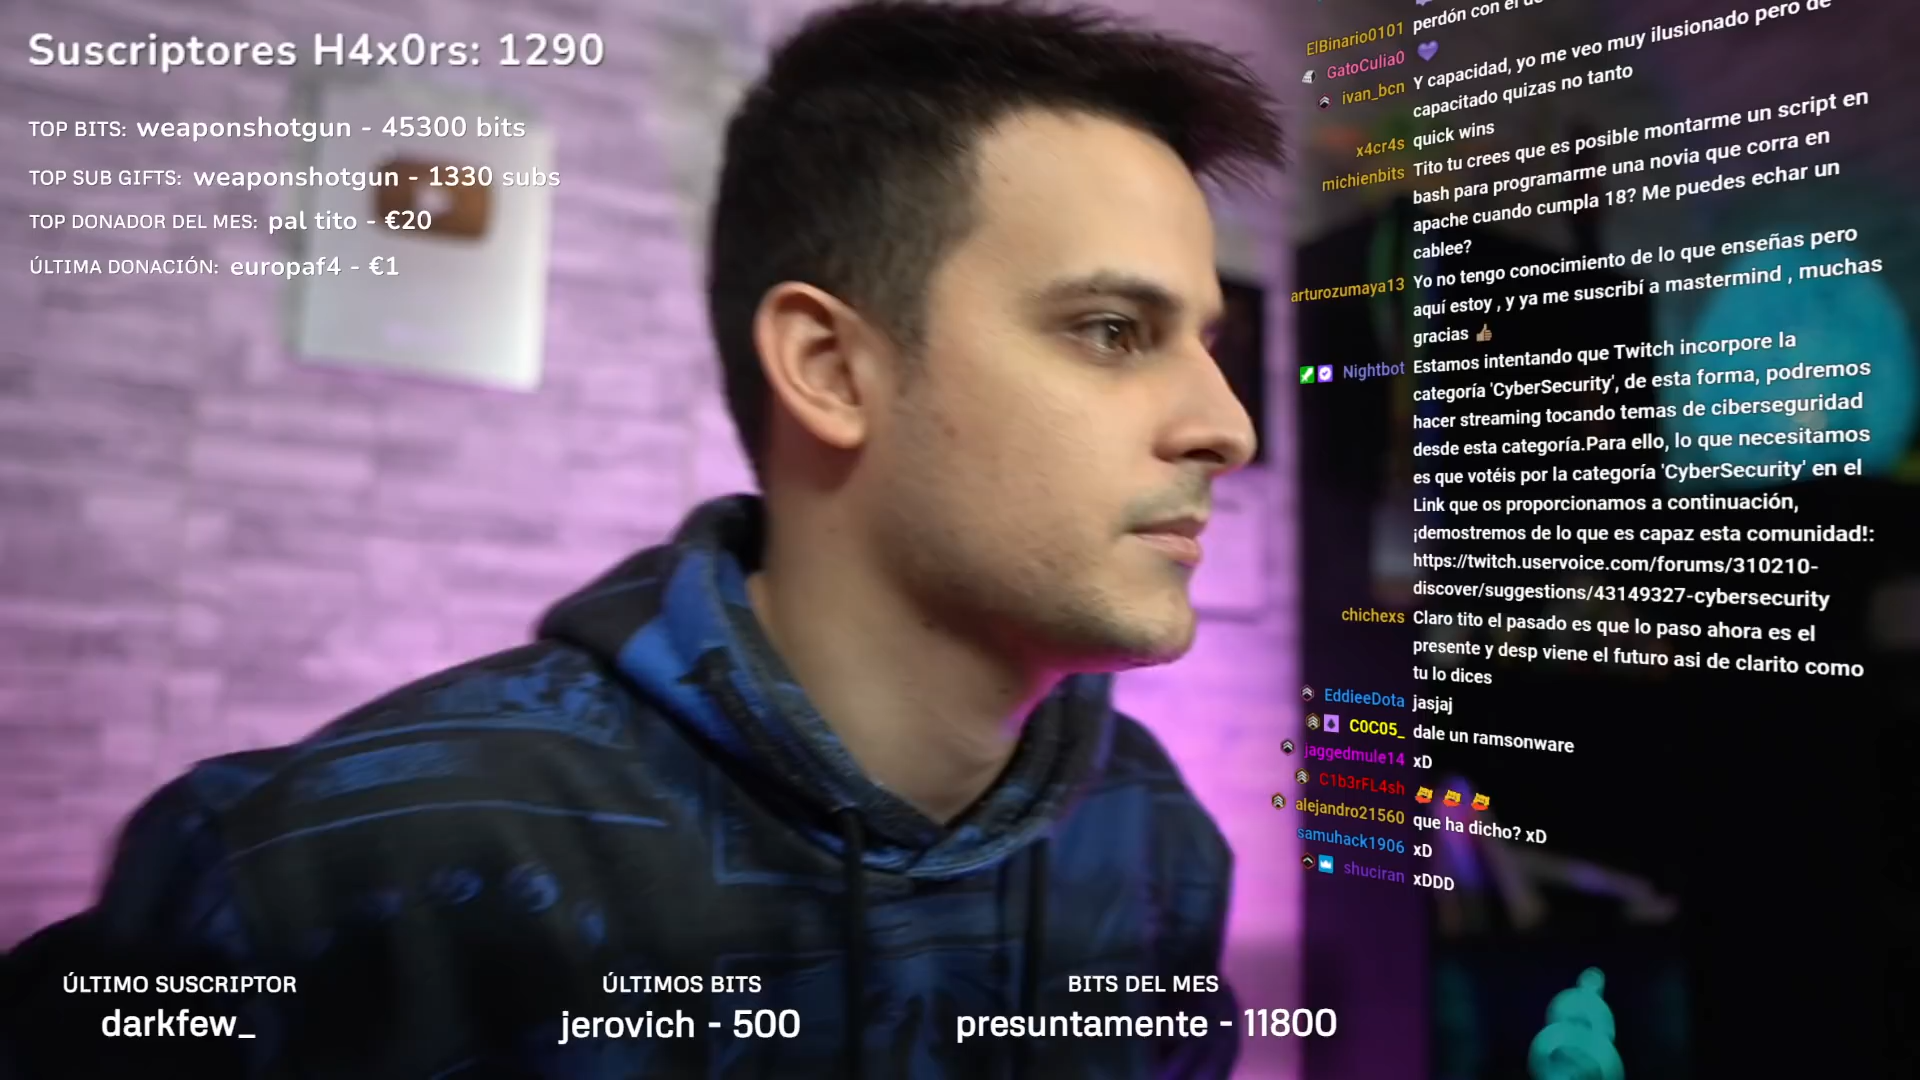 Suscriptores H4x0rs: 1290
TOP BITS: weaponshotgun - 45300 bits
TOP SUB GIFTS: weaponshotgun - 1330 subs
TOP DONADOR DEL MES: pal tito - €20
ÚLTIMA DONACIÓN: europaf4 - €1
perdón con el
ElBinario0101
GatoCulia0 💜
ivan_bcn Y capacidad, yo me veo muy ilusionado pero de
capacitado quizas no tanto
x4cr4s quick wins
michienbits Tito tu crees que es posible montarme un script en
bash para programarme una novia que corra en
apache cuando cumpla 18? Me puedes echar un
cablee?
arturozumaya13 Yo no tengo conocimiento de lo que enseñas pero
aquí estoy , y ya me suscribí a mastermind , muchas
gracias 👍🏽
Nightbot Estamos intentando que Twitch incorpore la
categoría 'CyberSecurity', de esta forma, podremos
hacer streaming tocando temas de ciberseguridad
desde esta categoría.Para ello, lo que necesitamos
es que votéis por la categoría 'CyberSecurity' en el
Link que os proporcionamos a continuación,
¡demostremos de lo que es capaz esta comunidad!:
https://twitch.uservoice.com/forums/310210-
discover/suggestions/43149327-cybersecurity
chichexs Claro tito el pasado es que lo paso ahora es el
presente y desp viene el futuro asi de clarito como
tu lo dices
EddieeDota jasjaj
C0C05_ dale un ramsonware
jaggedmule14 xD
C1b3rFL4sh
alejandro21560 que ha dicho? xD
samuhack1906 xD
shuciran xDDD
ÚLTIMO SUSCRIPTOR
darkfew_
ÚLTIMOS BITS
jerovich - 500
BITS DEL MES
presuntamente - 11800